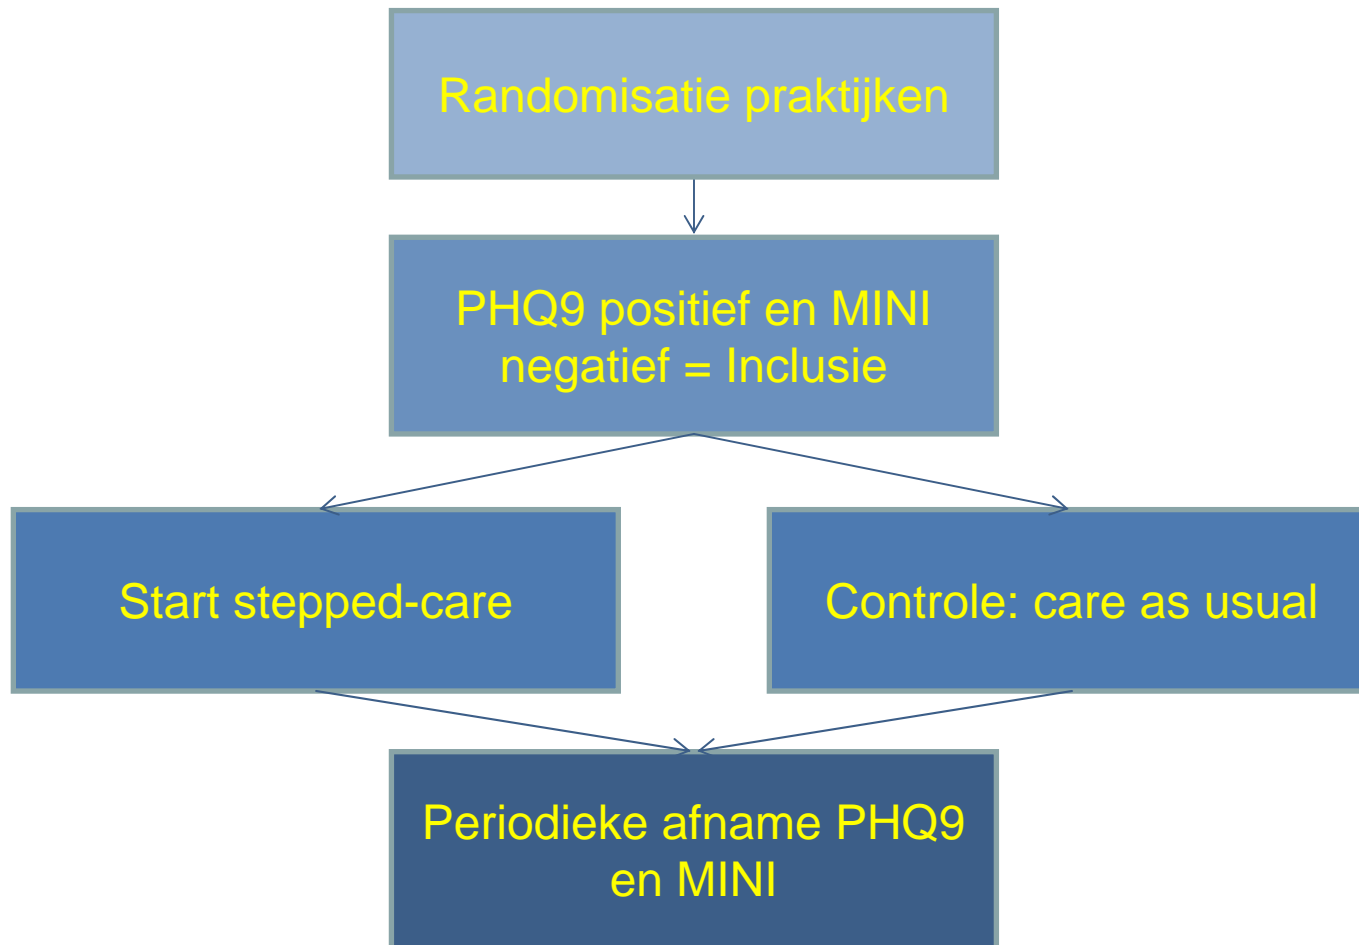 Randomisatie praktijken
PHQ9 positief en MINI
negatief = Inclusie
Start stepped-care
Controle: care as usual
Periodieke afname PHQ9
en MINI